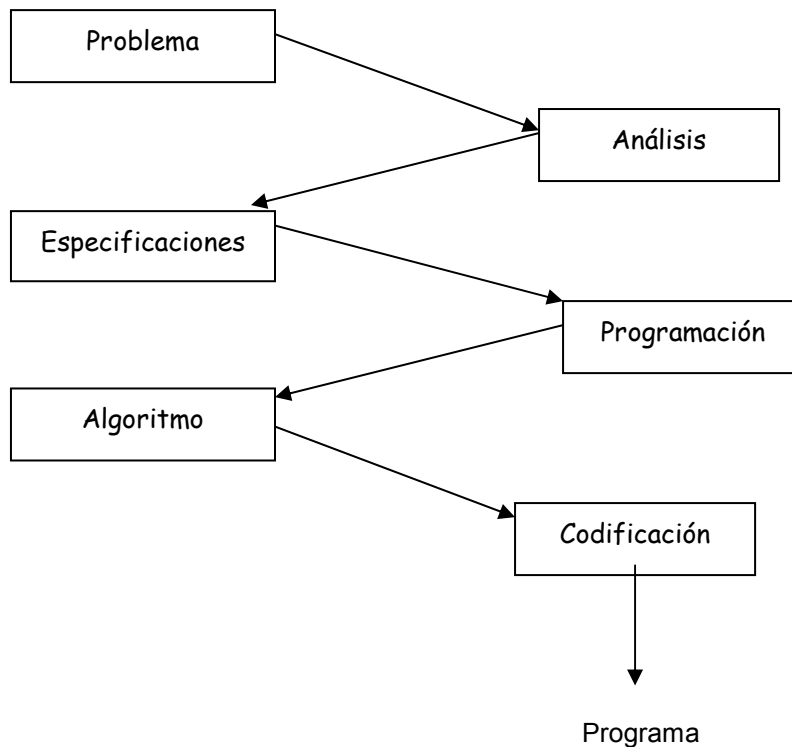 Problema
Análisis
Especificaciones
Programación
Algoritmo
Codificación
Programa